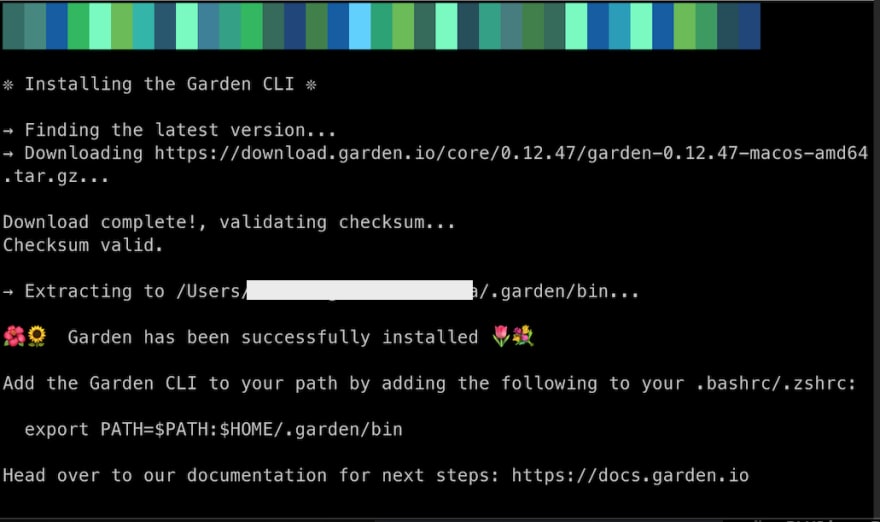 ❊ Installing the Garden CLI ❊
→ Finding the latest version...
→ Downloading https://download.garden.io/core/0.12.47/garden-0.12.47-macos-amd64
.tar.gz...
Download complete!, validating checksum...
Checksum valid.
→ Extracting to /Users/ a/.garden/bin...
🌺🌻 Garden has been successfully installed 🌷💐
Add the Garden CLI to your path by adding the following to your .bashrc/.zshrc:
export PATH=$PATH:$HOME/.garden/bin
Head over to our documentation for next steps: https://docs.garden.io